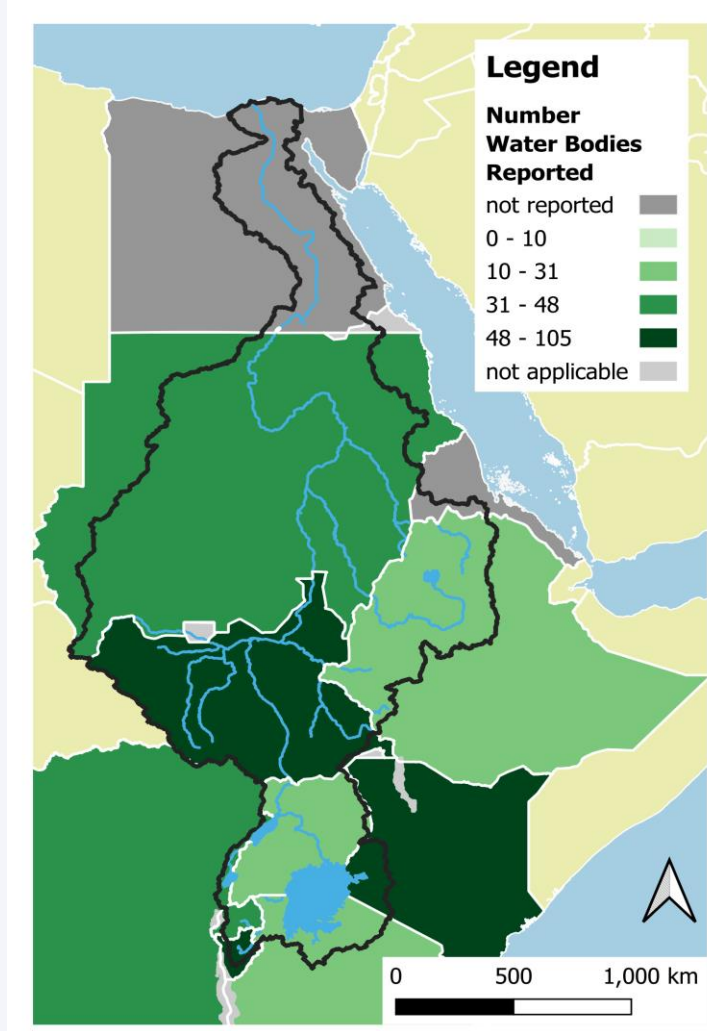 Legend
Number
Water Bodies
Reported
not reported
0 - 10
10 - 31
31 - 48
48 - 105
not applicable
0 500 1,000 km